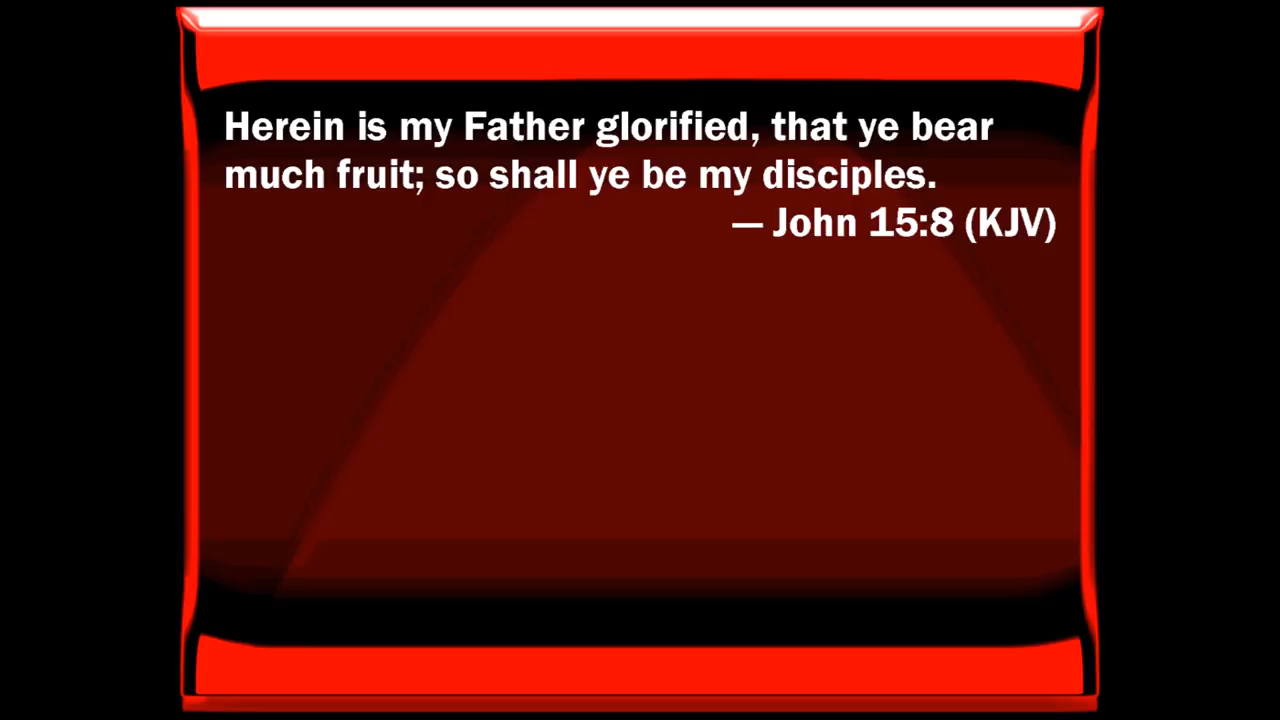 Herein is my Father glorified, that ye bear
much fruit; so shall ye be my disciples.
— John 15:8 (KJV)